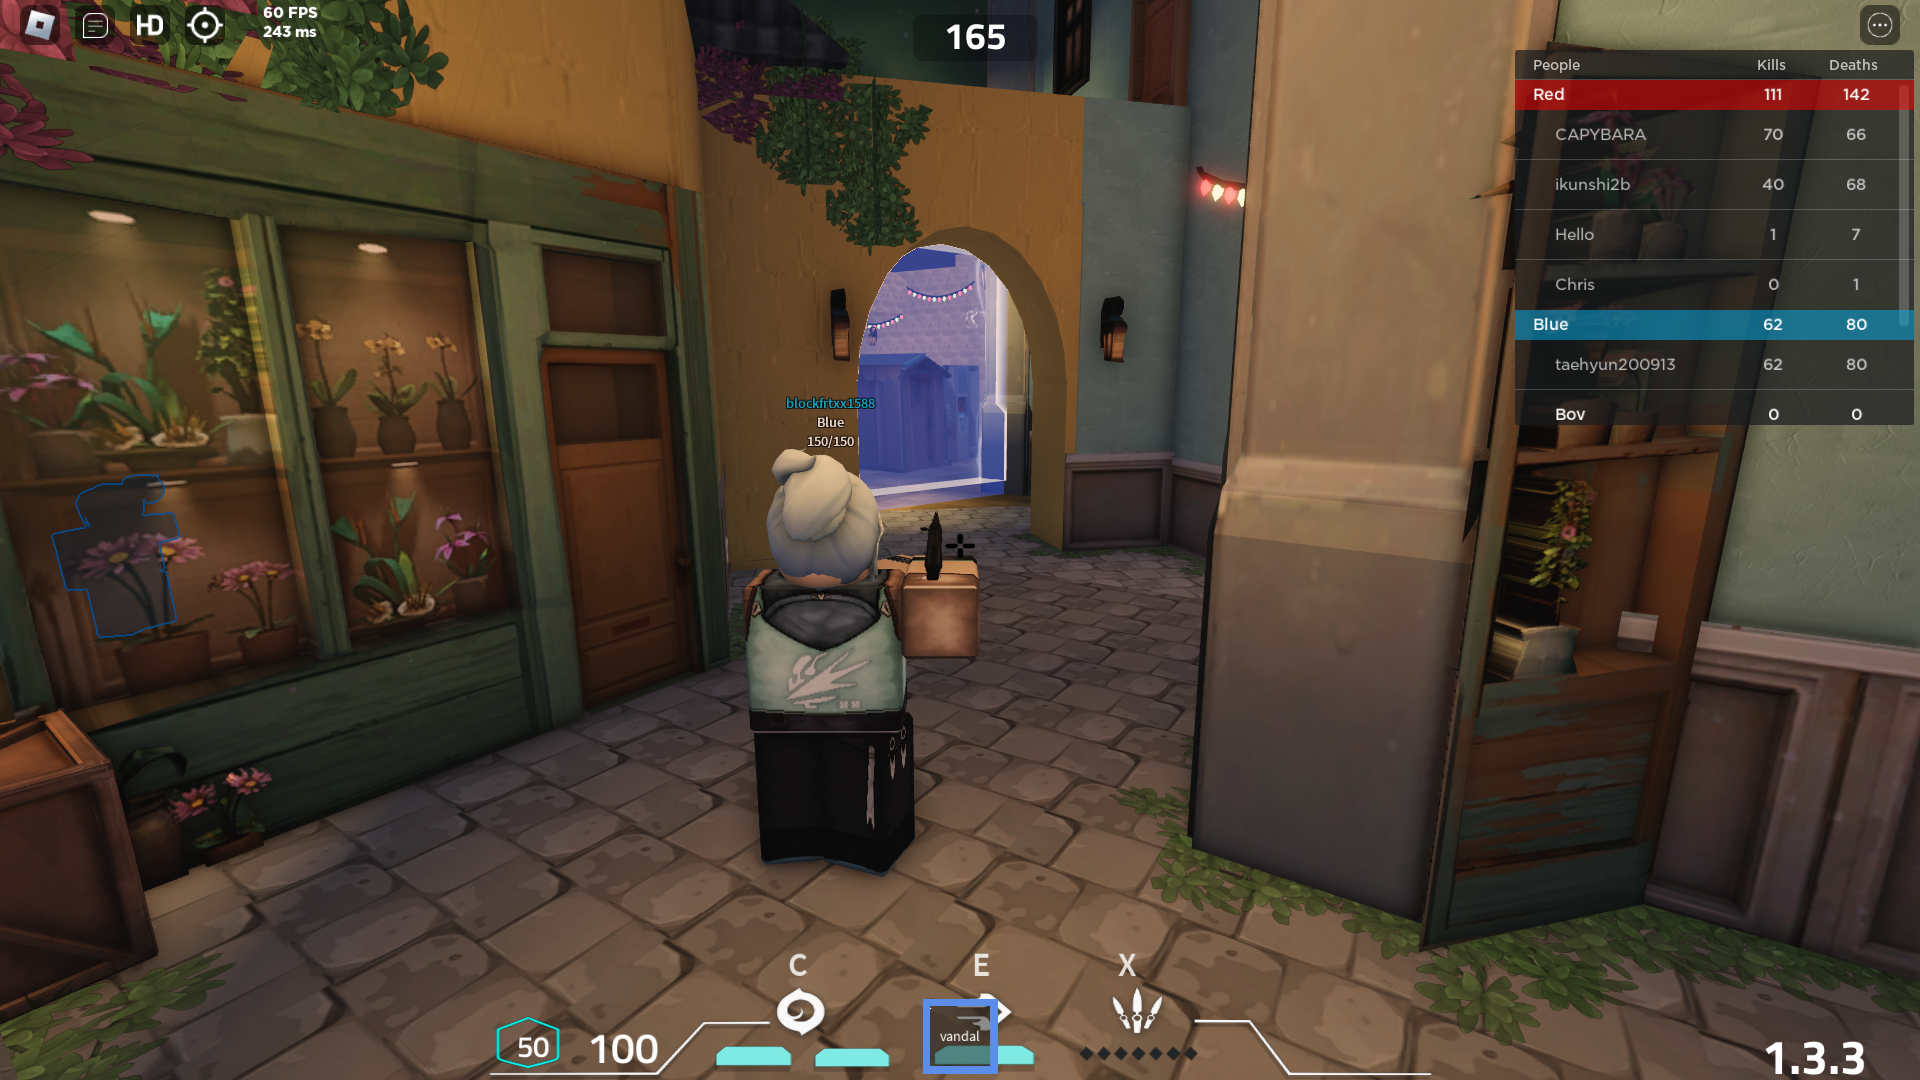 HD
60 FPS
243 ms
165
People Kills Deaths
Red 111 142
CAPYBARA 70 66
ikunshi2b 40 68
Hello 1 7
Chris 0 1
Blue 62 80
taehyun200913 62 80
Bov 0 0
blockfrtxx1588
Blue
150/150
C E X
50 100
vandal
1.3.3